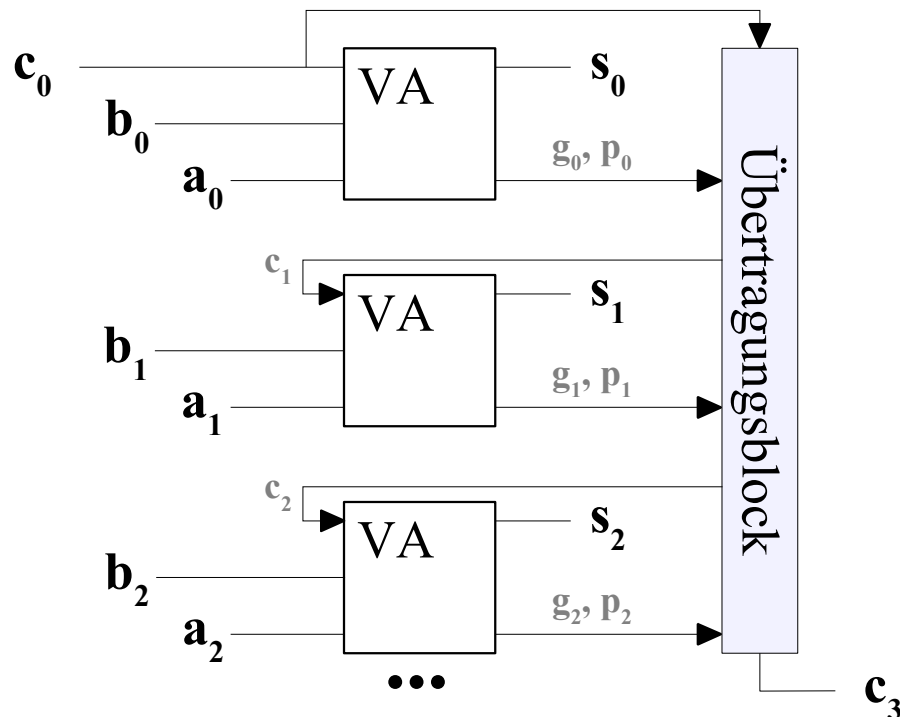 c₀
VA
s₀
b₀
g₀, p₀
a₀
c₁
VA
s₁
b₁
g₁, p₁
a₁
c₂
VA
s₂
b₂
g₂, p₂
a₂
•••
c₃
Übertragungsblock